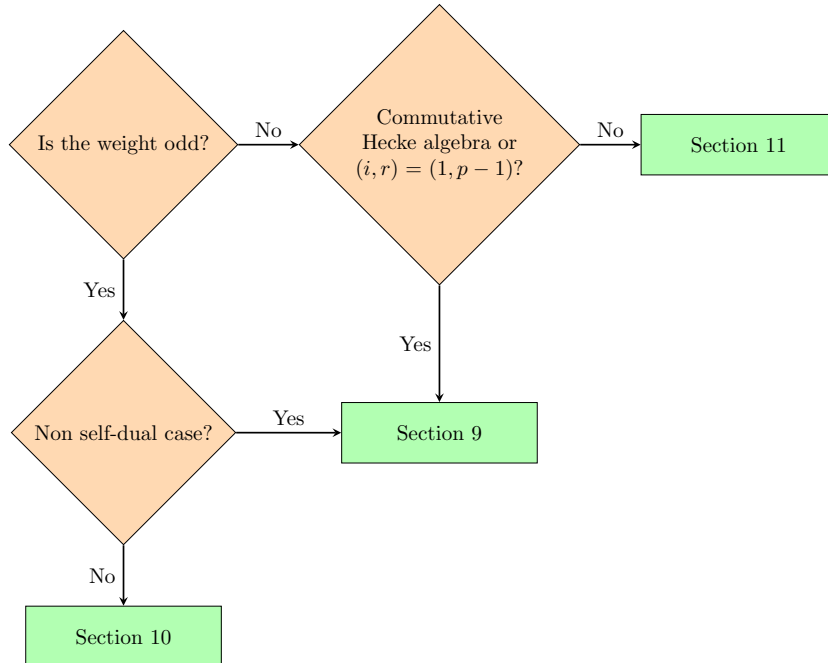 Is the weight odd?
No
Commutative
Hecke algebra or
(i, r) = (1, p − 1)?
No
Section 11
Yes
Yes
Non self-dual case?
Yes
Section 9
No
Section 10